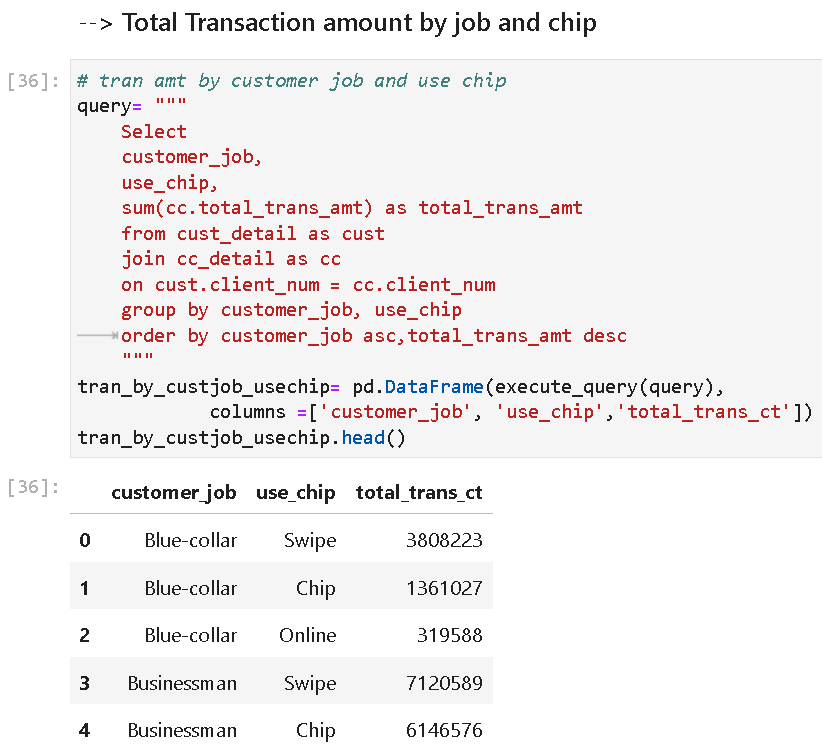 --> Total Transaction amount by job and chip
[36]: # tran amt by customer job and use chip
query= """
Select
customer_job,
use_chip,
sum(cc.total_trans_amt) as total_trans_amt
from cust_detail as cust
join cc_detail as cc
on cust.client_num = cc.client_num
group by customer_job, use_chip
order by customer_job asc,total_trans_amt desc
"""
tran_by_custjob_usechip= pd.DataFrame(execute_query(query),
columns =['customer_job', 'use_chip','total_trans_ct'])
tran_by_custjob_usechip.head()
[36]:
customer_job use_chip total_trans_ct
0 Blue-collar Swipe 3808223
1 Blue-collar Chip 1361027
2 Blue-collar Online 319588
3 Businessman Swipe 7120589
4 Businessman Chip 6146576